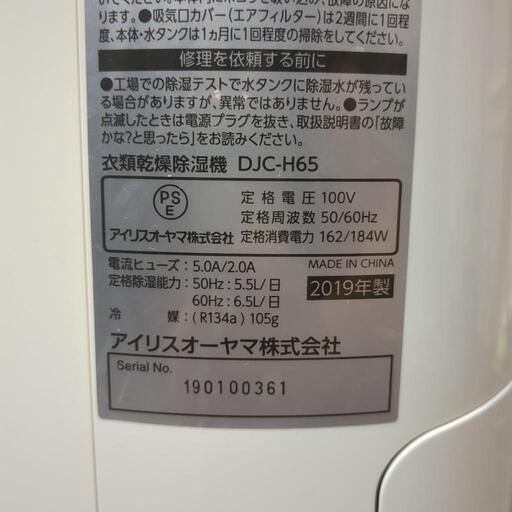 の原因に
なります。●吸気口カバー(エアフィルター)は2週間に1回程
度、本体・水タンクは1ヵ月に1回程度の掃除をしてください。
修理を依頼する前に
●工場での除湿テストで水タンクに除湿水が残ってい
る場合がありますが、異常ではありません。●ランプが
点滅したときは電源プラグを抜き、取扱説明書の「故障
かな?と思ったら」をお読みください。
衣類乾燥除湿機 DJC-H65
PS
E
アイリスオーヤマ株式会社
定格電圧 100V
定格周波数 50/60Hz
定格消費電力 162/184W
電流ヒューズ:5.0A/2.0A
MADE IN CHINA
定格除湿能力:50Hz:5.5L/日
60Hz:6.5L/日
2019年製
冷媒:(R134a) 105g
アイリスオーヤマ株式会社
Serial No.
190100361